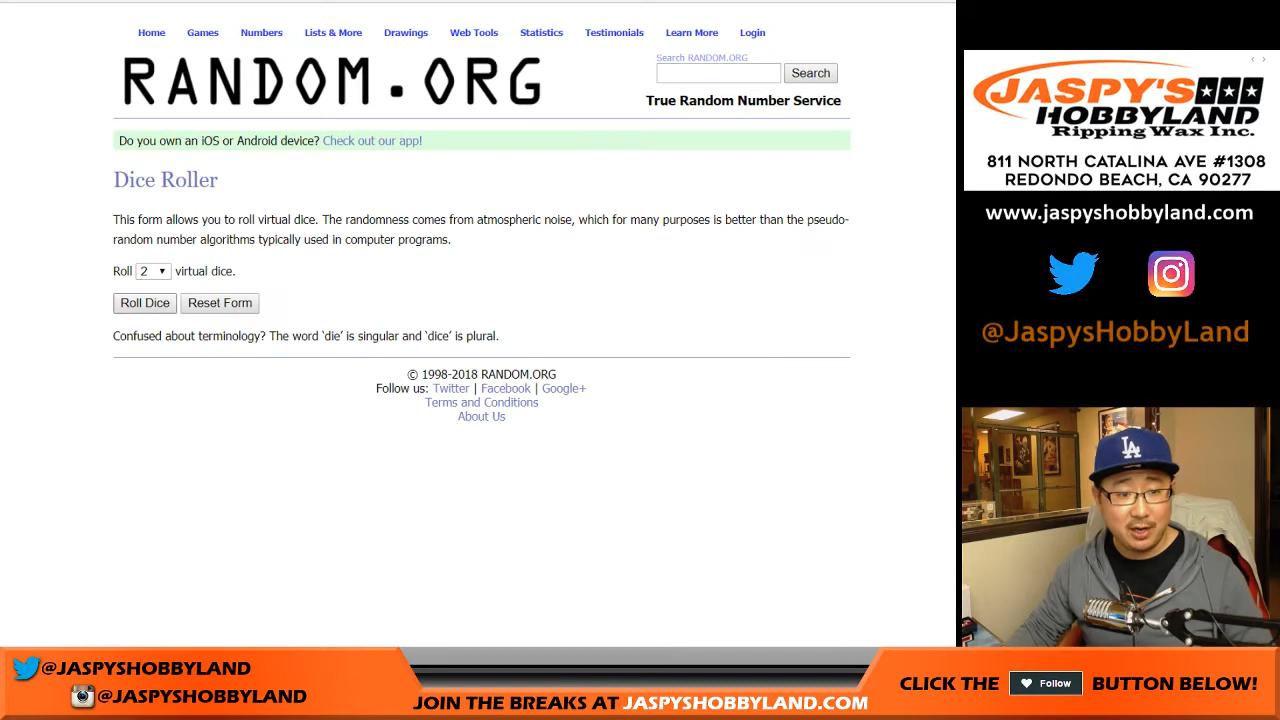 Home Games Numbers Lists & More Drawings Web Tools Statistics Testimonials Learn More Login
RANDOM.ORG
Search RANDOM.ORG
Search
True Random Number Service
Do you own an iOS or Android device? Check out our app!
Dice Roller
This form allows you to roll virtual dice. The randomness comes from atmospheric noise, which for many purposes is better than the pseudo-
random number algorithms typically used in computer programs.
Roll 2 virtual dice.
Roll Dice Reset Form
Confused about terminology? The word ‘die’ is singular and ‘dice’ is plural.
© 1998-2018 RANDOM.ORG
Follow us: Twitter | Facebook | Google+
Terms and Conditions
About Us
JASPY'S
HOBBYLAND
Ripping Wax Inc.
811 NORTH CATALINA AVE #1308
REDONDO BEACH, CA 90277
www.jaspyshobbyland.com
@JaspysHobbyLand
LA
@JASPYSHOBBYLAND
@JASPYSHOBBYLAND
JOIN THE BREAKS AT JASPYSHOBBYLAND.COM
CLICK THE Follow BUTTON BELOW!